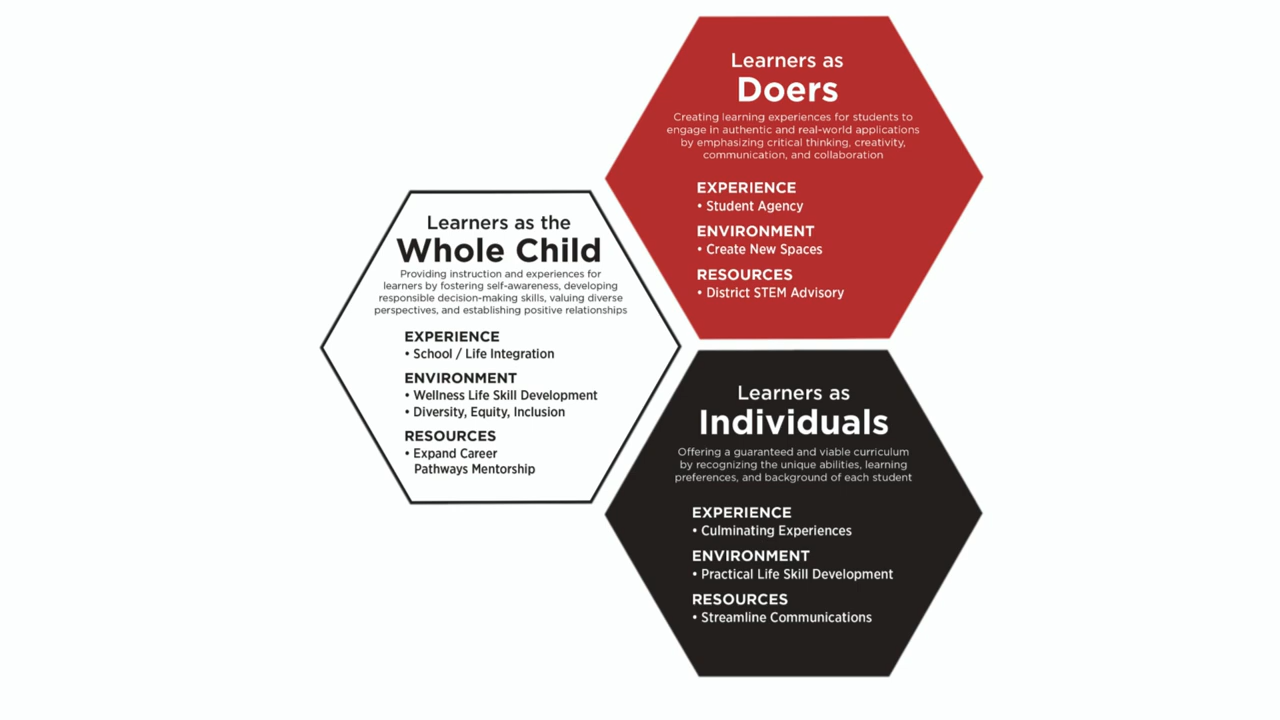 Learners as
Doers
Creating learning experiences for students to
engage in authentic and real-world applications
by emphasizing critical thinking, creativity,
communication, and collaboration
EXPERIENCE
• Student Agency
ENVIRONMENT
• Create New Spaces
RESOURCES
• District STEM Advisory
Learners as the
Whole Child
Providing instruction and experiences for
learners by fostering self-awareness, developing
responsible decision-making skills, valuing diverse
perspectives, and establishing positive relationships
EXPERIENCE
• School / Life Integration
ENVIRONMENT
• Wellness Life Skill Development
• Diversity, Equity, Inclusion
RESOURCES
• Expand Career
Pathways Mentorship
Learners as
Individuals
Offering a guaranteed and viable curriculum
by recognizing the unique abilities, learning
preferences, and background of each student
EXPERIENCE
• Culminating Experiences
ENVIRONMENT
• Practical Life Skill Development
RESOURCES
• Streamline Communications